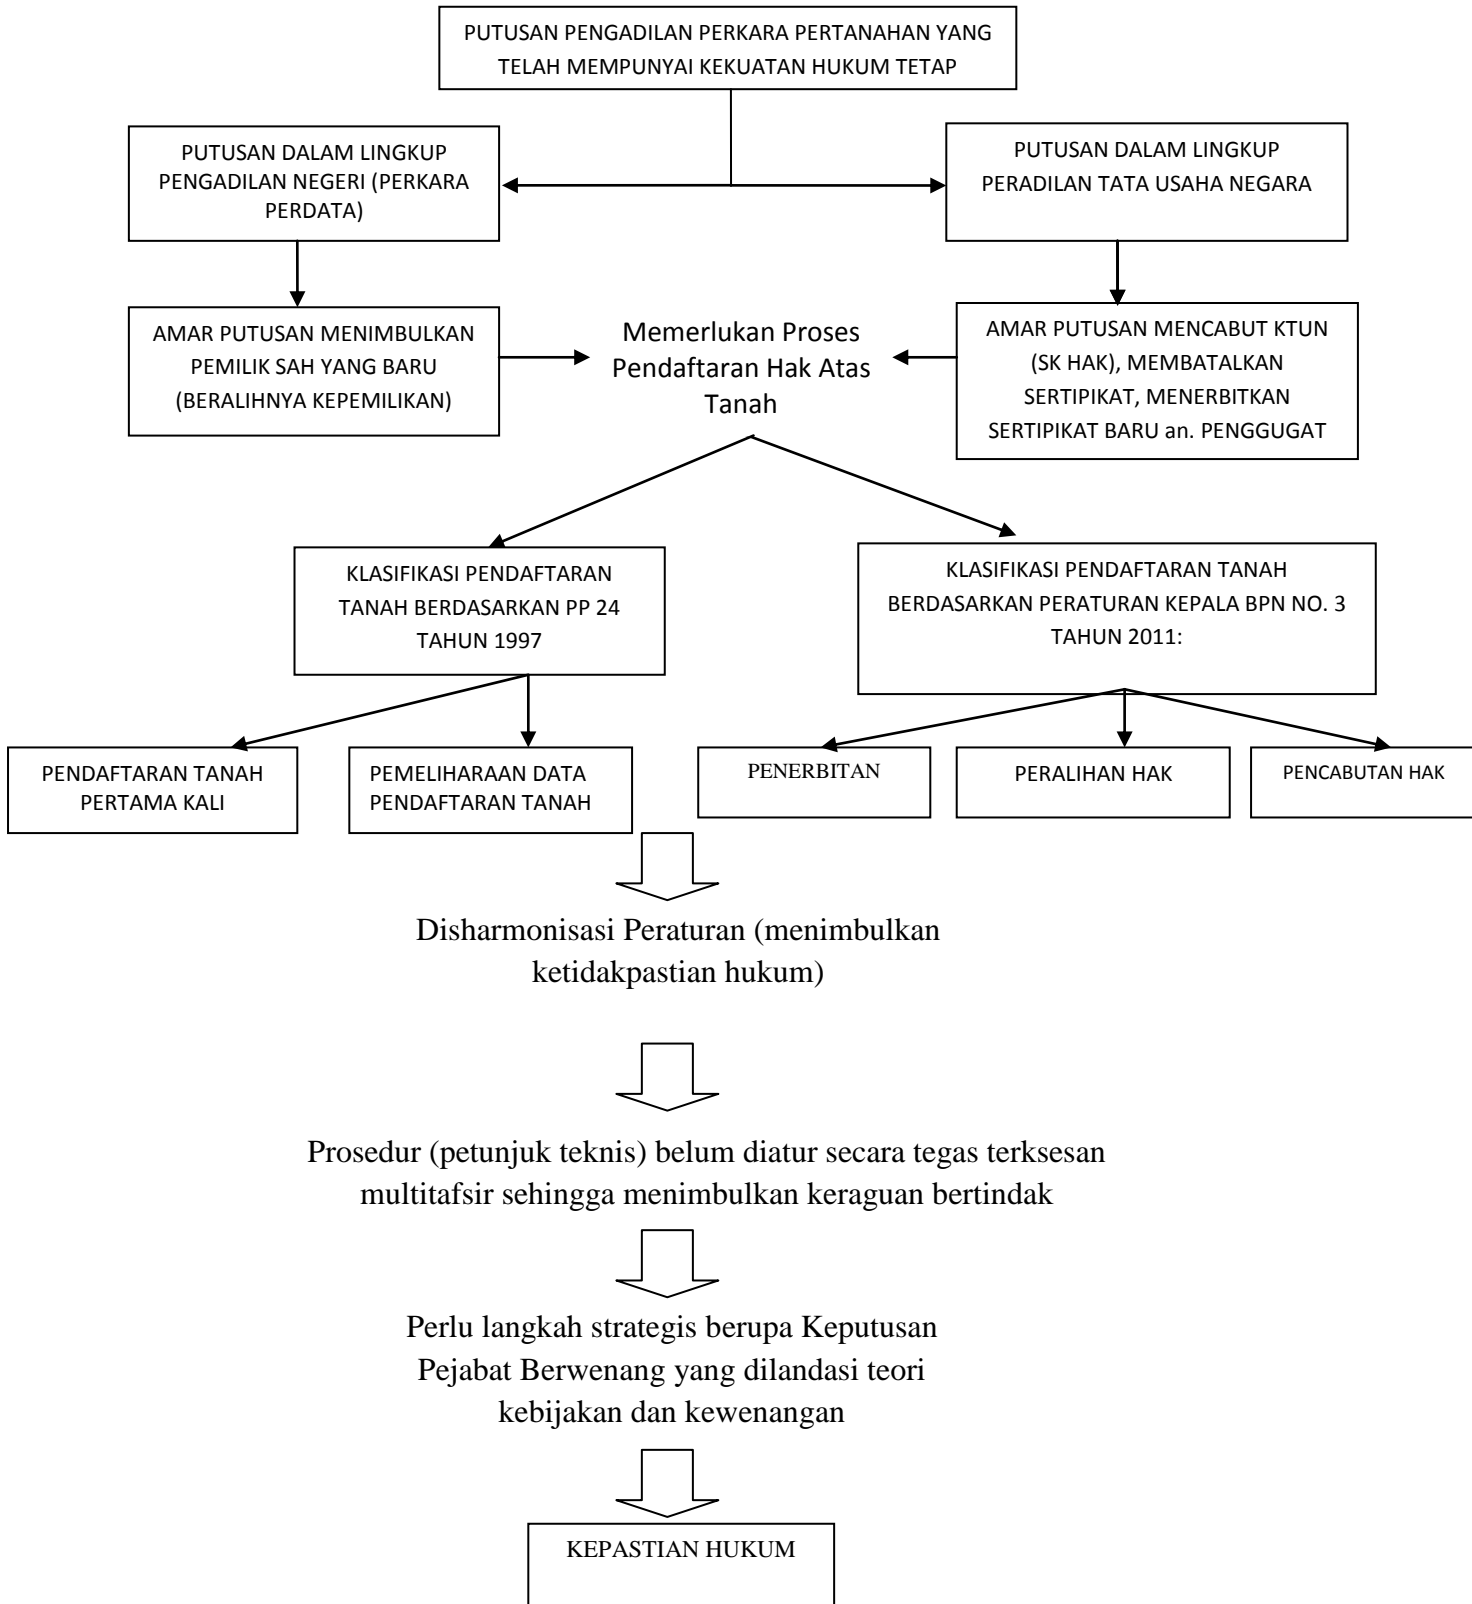 PUTUSAN PENGADILAN PERKARA PERTANAHAN YANG
TELAH MEMPUNYAI KEKUATAN HUKUM TETAP
PUTUSAN DALAM LINGKUP
PENGADILAN NEGERI (PERKARA
PERDATA)
PUTUSAN DALAM LINGKUP
PERADILAN TATA USAHA NEGARA
AMAR PUTUSAN MENIMBULKAN
PEMILIK SAH YANG BARU
(BERALIHNYA KEPEMILIKAN)
Memerlukan Proses
Pendaftaran Hak Atas
Tanah
AMAR PUTUSAN MENCABUT KTUN
(SK HAK), MEMBATALKAN
SERTIPIKAT, MENERBITKAN
SERTIPIKAT BARU an. PENGGUGAT
KLASIFIKASI PENDAFTARAN
TANAH BERDASARKAN PP 24
TAHUN 1997
KLASIFIKASI PENDAFTARAN TANAH
BERDASARKAN PERATURAN KEPALA BPN NO. 3
TAHUN 2011:
PENDAFTARAN TANAH
PERTAMA KALI
PEMELIHARAAN DATA
PENDAFTARAN TANAH
PENERBITAN
PERALIHAN HAK
PENCABUTAN HAK
Disharmonisasi Peraturan (menimbulkan
ketidakpastian hukum)
Prosedur (petunjuk teknis) belum diatur secara tegas terksesan
multitafsir sehingga menimbulkan keraguan bertindak
Perlu langkah strategis berupa Keputusan
Pejabat Berwenang yang dilandasi teori
kebijakan dan kewenangan
KEPASTIAN HUKUM